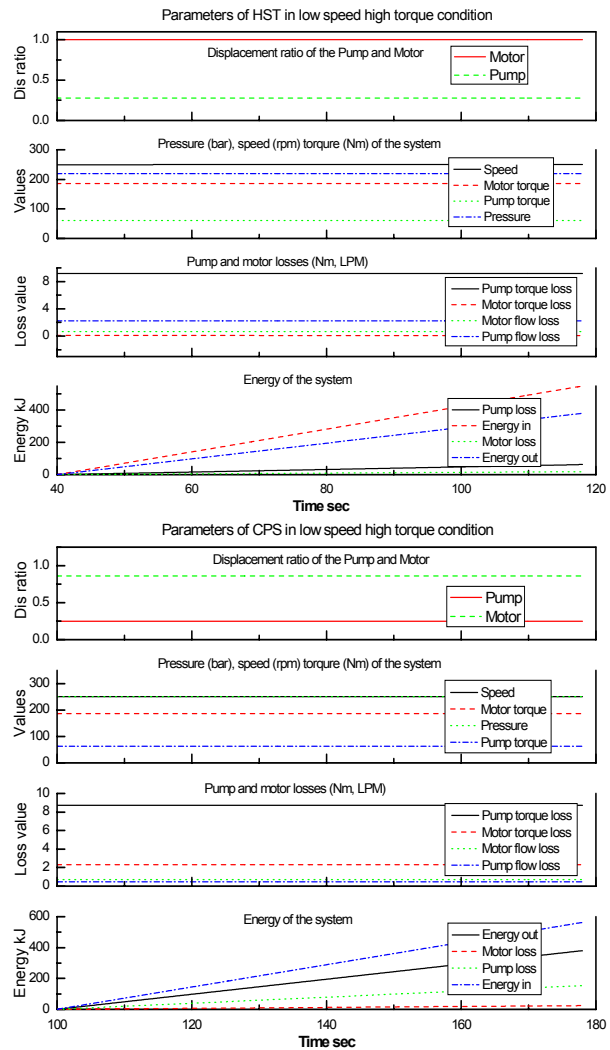 Parameters of HST in low speed high torque condition
Dis ratio
1.0
0.5
0.0
Displacement ratio of the Pump and Motor
Motor
Pump
Pressure (bar), speed (rpm) torqure (Nm) of the system
Values
300
200
100
0
Speed
Motor torque
Pump torque
Pressure
Pump and motor losses (Nm, LPM)
Loss value
8
4
0
Pump torque loss
Motor torque loss
Motor flow loss
Pump flow loss
Energy of the system
Energy kJ
400
200
0
Pump loss
Energy in
Motor loss
Energy out
40 60 80 100 120
Time sec
Parameters of CPS in low speed high torque condition
Dis ratio
1.0
0.5
0.0
Displacement ratio of the Pump and Motor
Pump
Motor
Pressure (bar), speed (rpm) torqure (Nm) of the system
Values
300
200
100
0
Speed
Motor torque
Pressure
Pump torque
Pump and motor losses (Nm, LPM)
Loss value
10
8
6
4
2
0
Pump torque loss
Motor torque loss
Motor flow loss
Pump flow loss
Energy of the system
Energy kJ
600
400
200
0
Energy out
Motor loss
Pump loss
Energy in
100 120 140 160 180
Time sec